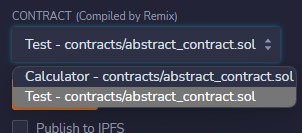 CONTRACT (Compiled by Remix)
Test - contracts/abstract_contract.sol
Calculator - contracts/abstract_contract.sol
Test - contracts/abstract_contract.sol
Publish to IPFS